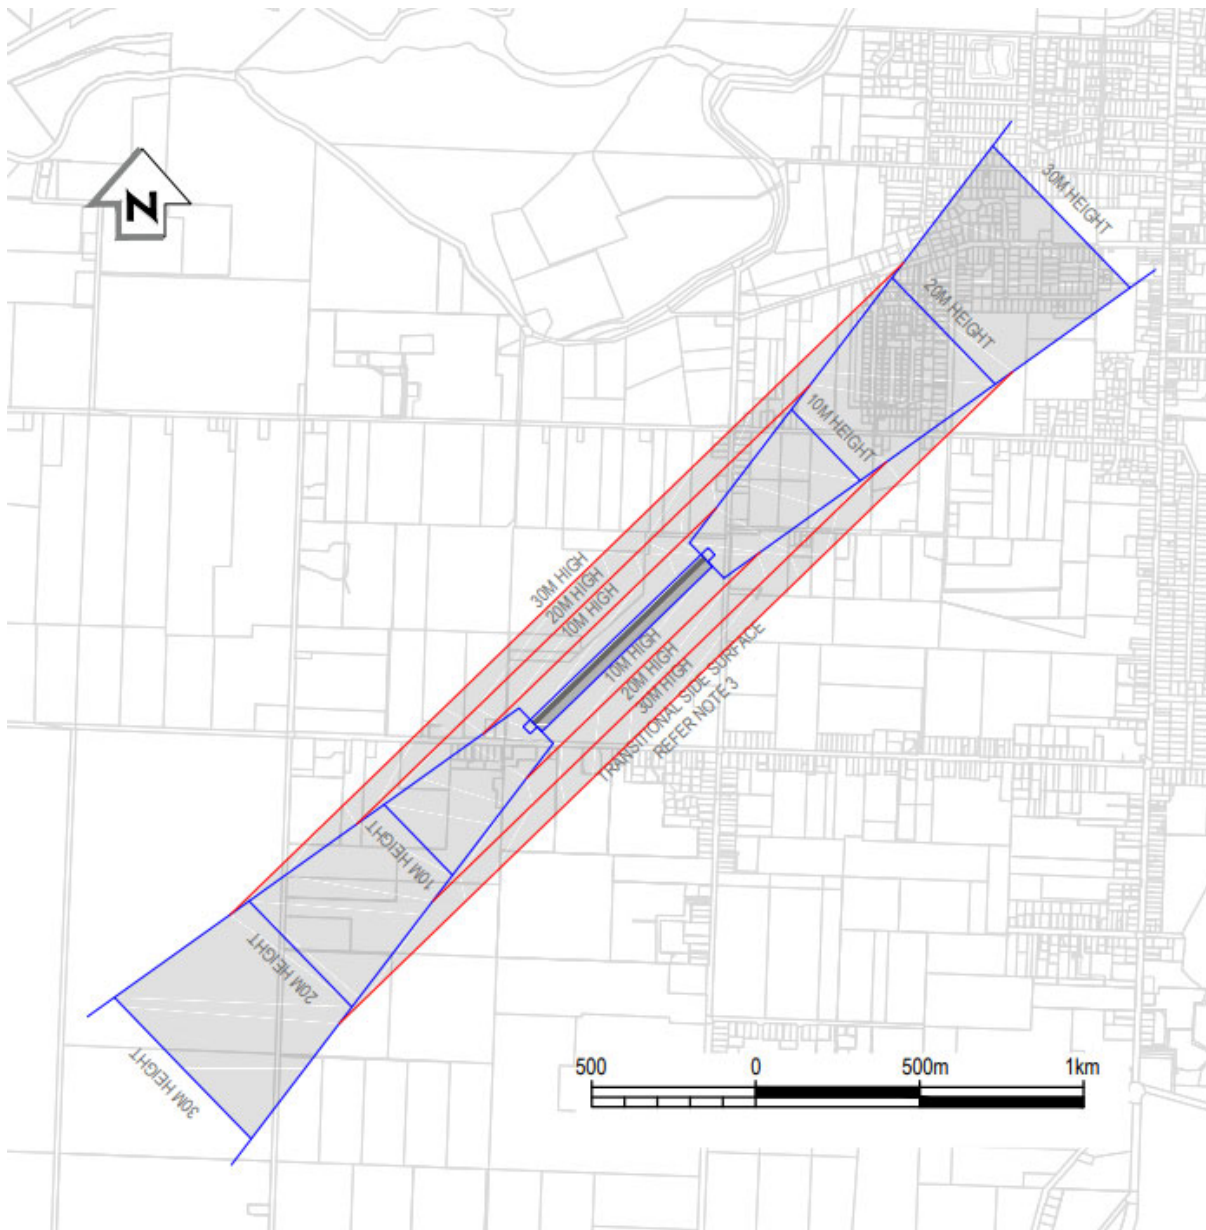 30M HEIGHT
N
20M HEIGHT
10M HEIGHT
30M HIGH
20M HIGH
10M HIGH
10M HIGH
20M HIGH
30M HIGH
TRANSITIONAL SIDE SURFACE
REFER NOTE 3
10M HEIGHT
20M HEIGHT
30M HEIGHT
500 0 500m 1km